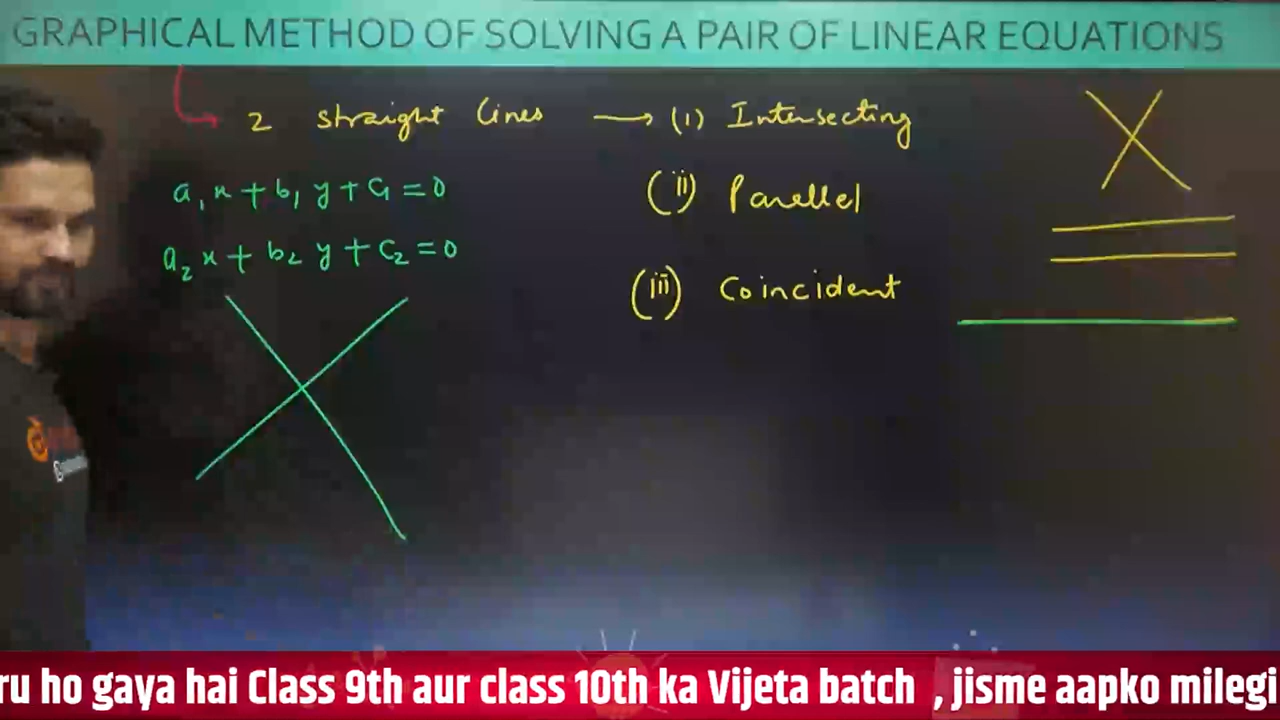 GRAPHICAL METHOD OF SOLVING A PAIR OF LINEAR EQUATIONS
2 straight lines → (i) Intersecting
a₁x + b₁y + c₁ = 0
(ii) Parellel
a₂x + b₂y + c₂ = 0
(iii) Coincident
ru ho gaya hai Class 9th aur class 10th ka Vijeta batch , jisme aapko milegi